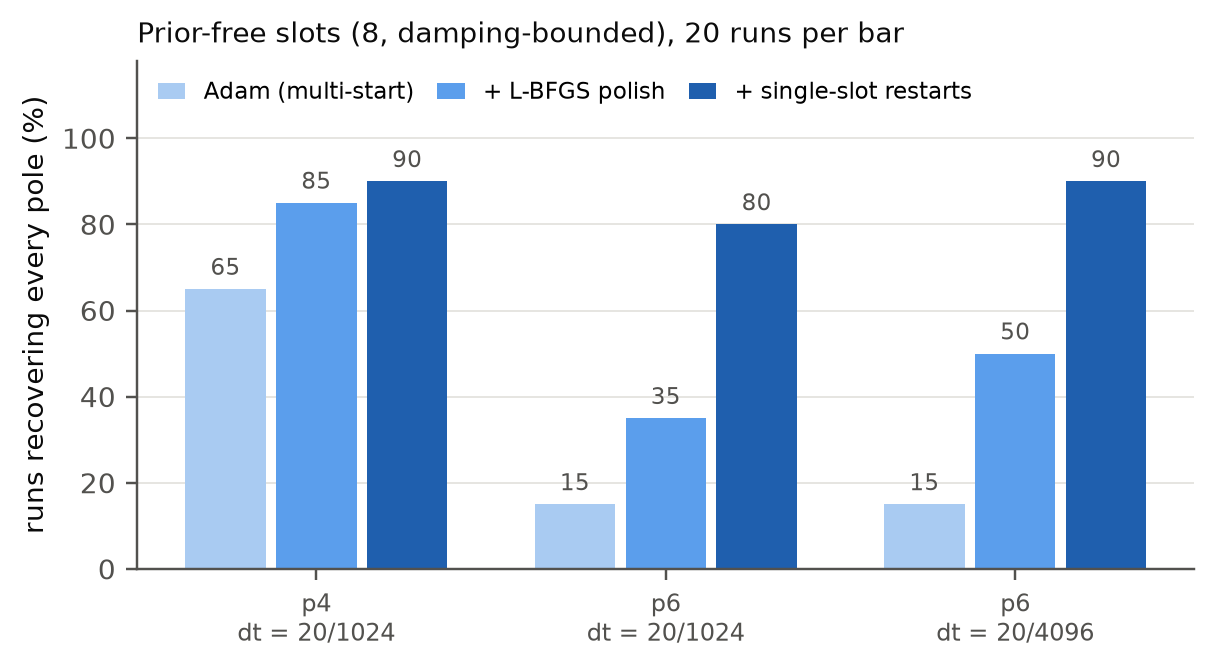 Prior-free slots (8, damping-bounded), 20 runs per bar
Adam (multi-start)
+ L-BFGS polish
+ single-slot restarts
runs recovering every pole (%)
100
80
60
40
20
0
65
85
90
15
35
80
15
50
90
p4
dt = 20/1024
p6
dt = 20/1024
p6
dt = 20/4096